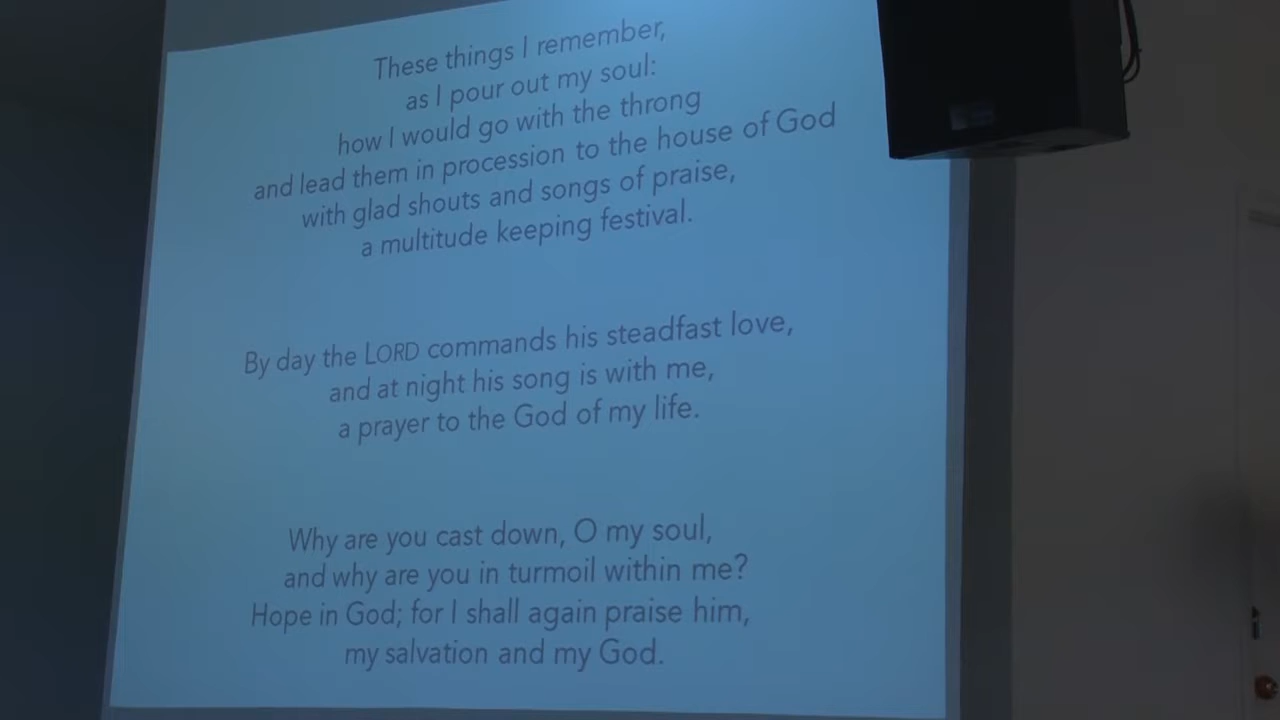 These things I remember,
as I pour out my soul:
how I would go with the throng
and lead them in procession to the house of God
with glad shouts and songs of praise,
a multitude keeping festival.
By day the LORD commands his steadfast love,
and at night his song is with me,
a prayer to the God of my life.
Why are you cast down, O my soul,
and why are you in turmoil within me?
Hope in God; for I shall again praise him,
my salvation and my God.